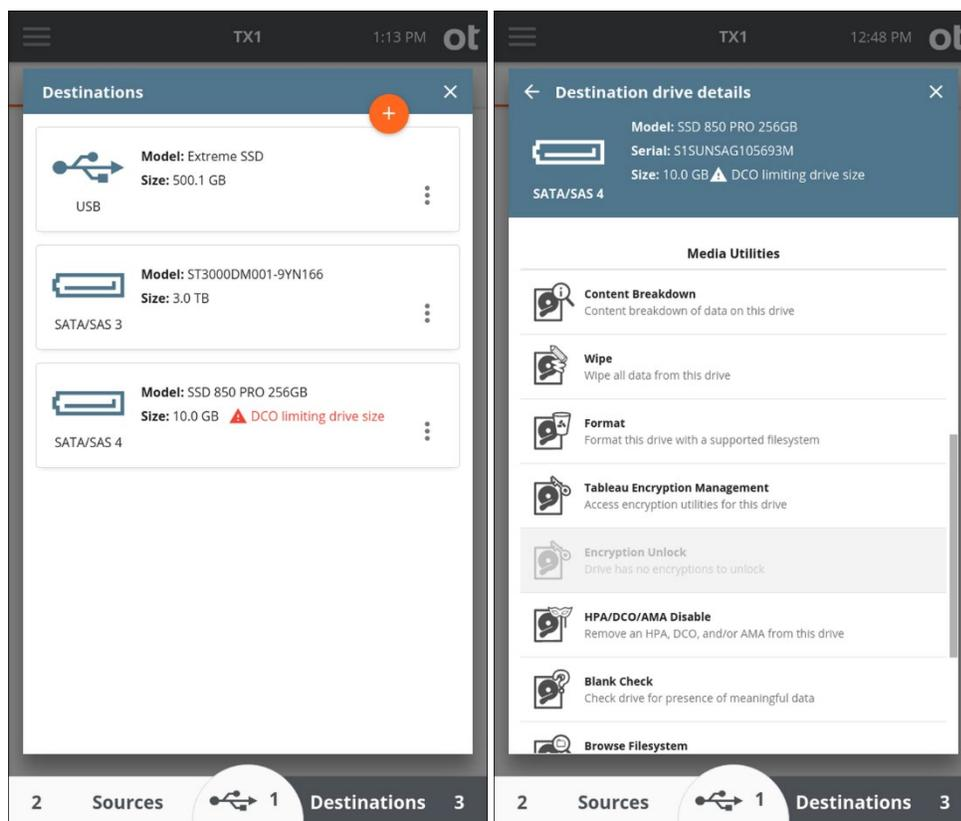 TX1 1:13 PM ot
Destinations
+
Model: Extreme SSD
Size: 500.1 GB
USB
Model: ST3000DM001-9YN166
Size: 3.0 TB
SATA/SAS 3
Model: SSD 850 PRO 256GB
Size: 10.0 GB DCO limiting drive size
SATA/SAS 4
2 Sources 1 Destinations 3
TX1 12:48 PM ot
Destination drive details
Model: SSD 850 PRO 256GB
Serial: S1SUNSAG105693M
Size: 10.0 GB DCO limiting drive size
SATA/SAS 4
Media Utilities
Content Breakdown
Content breakdown of data on this drive
Wipe
Wipe all data from this drive
Format
Format this drive with a supported filesystem
Tableau Encryption Management
Access encryption utilities for this drive
Encryption Unlock
Drive has no encryptions to unlock
HPA/DCO/AMA Disable
Remove an HPA, DCO, and/or AMA from this drive
Blank Check
Check drive for presence of meaningful data
Browse Filesystem
2 Sources 1 Destinations 3